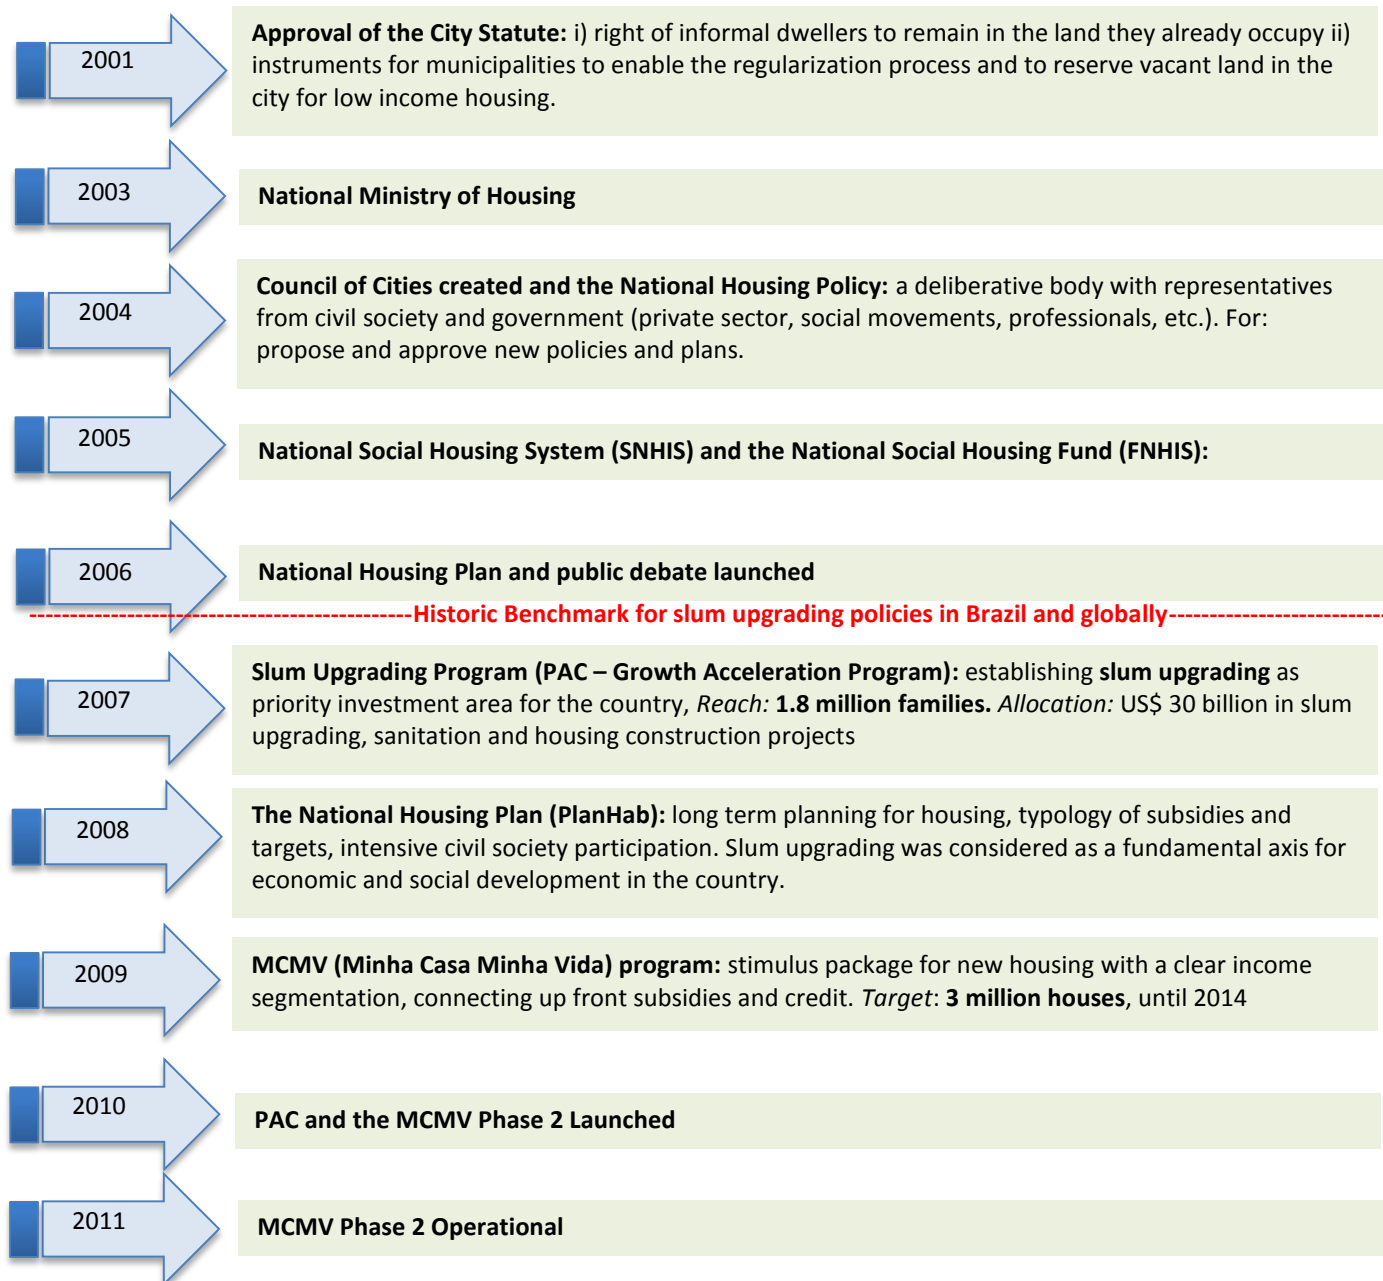 2001
Approval of the City Statute: i) right of informal dwellers to remain in the land they already occupy ii)
instruments for municipalities to enable the regularization process and to reserve vacant land in the
city for low income housing.
2003
National Ministry of Housing
2004
Council of Cities created and the National Housing Policy: a deliberative body with representatives
from civil society and government (private sector, social movements, professionals, etc.). For:
propose and approve new policies and plans.
2005
National Social Housing System (SNHIS) and the National Social Housing Fund (FNHIS):
2006
National Housing Plan and public debate launched
Historic Benchmark for slum upgrading policies in Brazil and globally
2007
Slum Upgrading Program (PAC – Growth Acceleration Program): establishing slum upgrading as
priority investment area for the country, Reach: 1.8 million families. Allocation: US$ 30 billion in slum
upgrading, sanitation and housing construction projects
2008
The National Housing Plan (PlanHab): long term planning for housing, typology of subsidies and
targets, intensive civil society participation. Slum upgrading was considered as a fundamental axis for
economic and social development in the country.
2009
MCMV (Minha Casa Minha Vida) program: stimulus package for new housing with a clear income
segmentation, connecting up front subsidies and credit. Target: 3 million houses, until 2014
2010
PAC and the MCMV Phase 2 Launched
2011
MCMV Phase 2 Operational